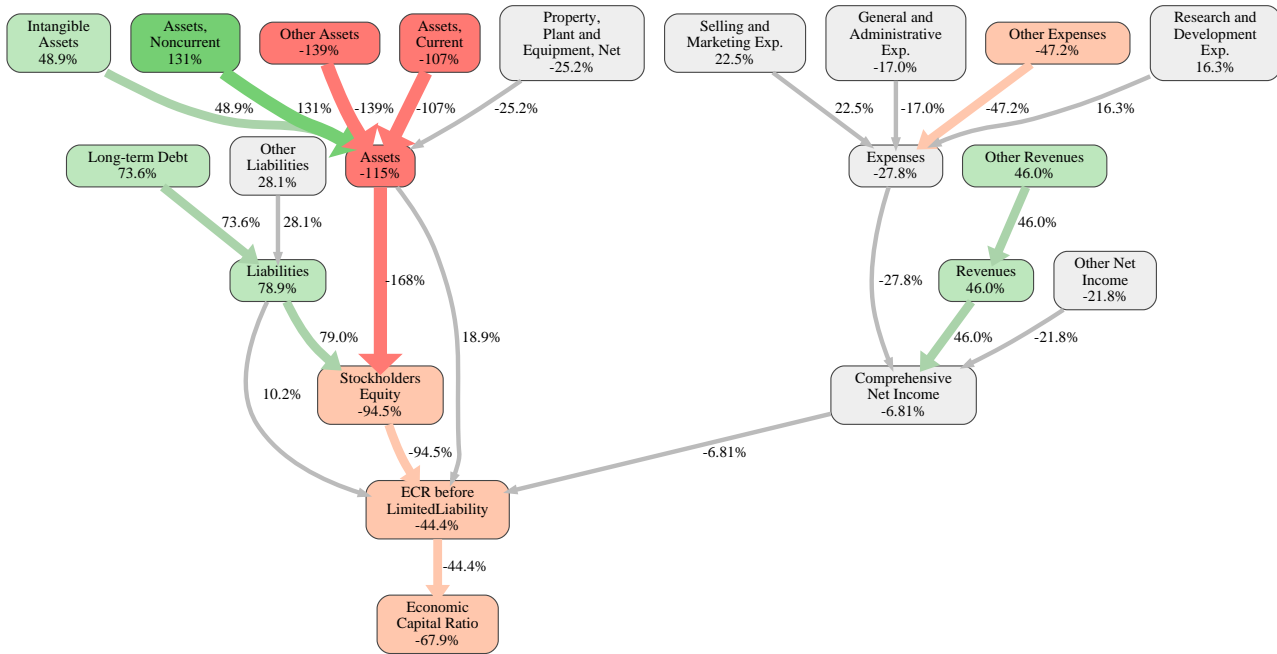 Intangible
Assets
48.9%
Assets,
Noncurrent
131%
Other Assets
-139%
Assets,
Current
-107%
Property,
Plant and
Equipment, Net
-25.2%
Selling and
Marketing Exp.
22.5%
General and
Administrative
Exp.
-17.0%
Other Expenses
-47.2%
Research and
Development
Exp.
16.3%
48.9%
131%
-139%
-107%
-25.2%
22.5%
-17.0%
-47.2%
16.3%
Long-term Debt
73.6%
Other
Liabilities
28.1%
Assets
-115%
Expenses
-27.8%
Other Revenues
46.0%
73.6%
28.1%
46.0%
Liabilities
78.9%
-168%
-27.8%
Revenues
46.0%
Other Net
Income
-21.8%
79.0%
18.9%
46.0%
-21.8%
10.2%
Stockholders
Equity
-94.5%
Comprehensive
Net Income
-6.81%
-94.5%
-6.81%
ECR before
LimitedLiability
-44.4%
-44.4%
Economic
Capital Ratio
-67.9%